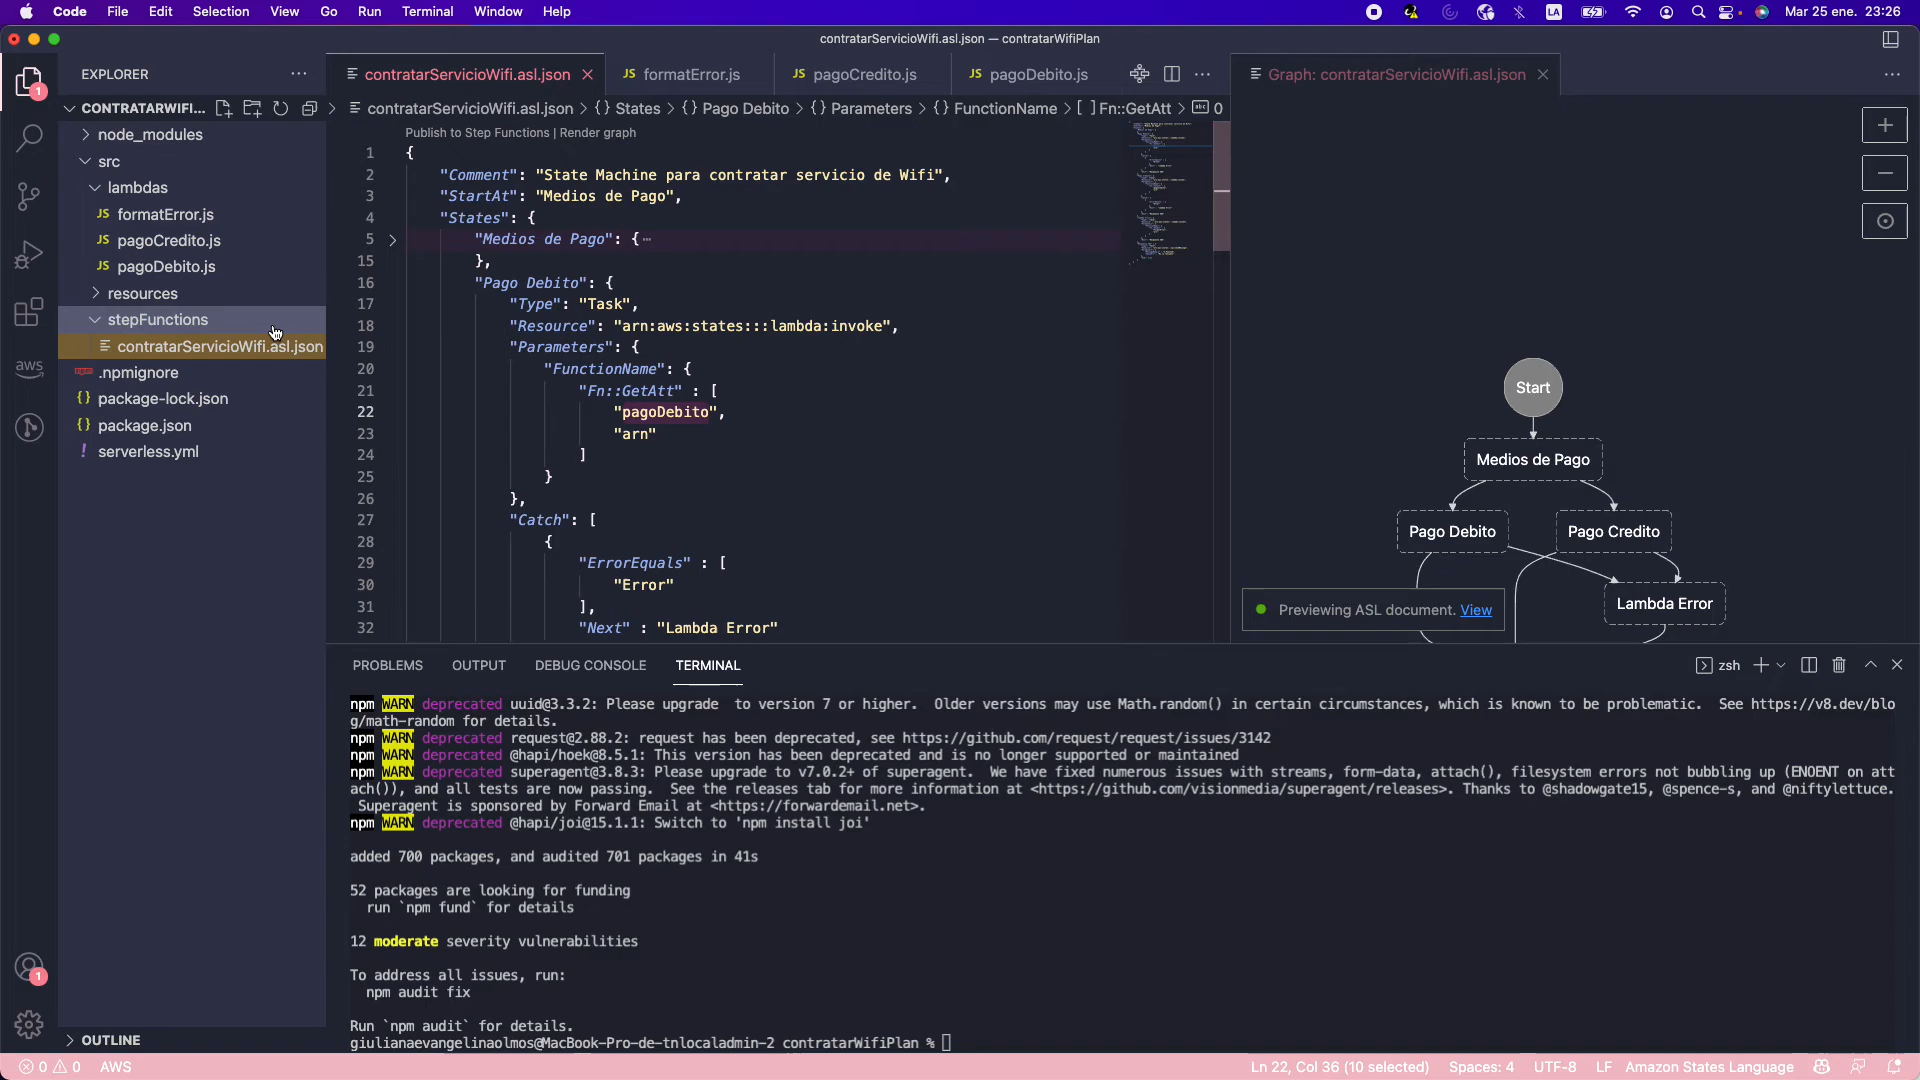 Code File Edit Selection View Go Run Terminal Window Help LA Mar 25 ene. 23:26
contratarServicioWifi.asl.json — contratarWifiPlan
EXPLORER
contratarServicioWifi.asl.json
JS formatError.js
JS pagoCredito.js
JS pagoDebito.js
Graph: contratarServicioWifi.asl.json
CONTRATARWIFI...
contratarServicioWifi.asl.json > {} States > {} Pago Debito > {} Parameters > {} FunctionName > [ ] Fn::GetAtt > abc 0
node_modules
src
lambdas
JS formatError.js
JS pagoCredito.js
JS pagoDebito.js
resources
stepFunctions
contratarServicioWifi.asl.json
.npmignore
{} package-lock.json
{} package.json
! serverless.yml
aws
1
1
OUTLINE
Publish to Step Functions | Render graph
1 {
2 "Comment": "State Machine para contratar servicio de Wifi",
3 "StartAt": "Medios de Pago",
4 "States": {
5 "Medios de Pago": {⋯
15 },
16 "Pago Debito": {
17 "Type": "Task",
18 "Resource": "arn:aws:states:::lambda:invoke",
19 "Parameters": {
20 "FunctionName": {
21 "Fn::GetAtt" : [
22 "pagoDebito",
23 "arn"
24 ]
25 }
26 },
27 "Catch": [
28 {
29 "ErrorEquals" : [
30 "Error"
31 ],
32 "Next" : "Lambda Error"
Start
Medios de Pago
Pago Debito
Pago Credito
Lambda Error
Previewing ASL document. View
PROBLEMS OUTPUT DEBUG CONSOLE TERMINAL
zsh
npm WARN deprecated uuid@3.3.2: Please upgrade  to version 7 or higher.  Older versions may use Math.random() in certain circumstances, which is known to be problematic.  See https://v8.dev/blo
g/math-random for details.
npm WARN deprecated request@2.88.2: request has been deprecated, see https://github.com/request/request/issues/3142
npm WARN deprecated @hapi/hoek@8.5.1: This version has been deprecated and is no longer supported or maintained
npm WARN deprecated superagent@3.8.3: Please upgrade to v7.0.2+ of superagent.  We have fixed numerous issues with streams, form-data, attach(), filesystem errors not bubbling up (ENOENT on att
ach()), and all tests are now passing.  See the releases tab for more information at <https://github.com/visionmedia/superagent/releases>. Thanks to @shadowgate15, @spence-s, and @niftylettuce.
Superagent is sponsored by Forward Email at <https://forwardemail.net>.
npm WARN deprecated @hapi/joi@15.1.1: Switch to 'npm install joi'
added 700 packages, and audited 701 packages in 41s
52 packages are looking for funding
run `npm fund` for details
12 moderate severity vulnerabilities
To address all issues, run:
npm audit fix
Run `npm audit` for details.
giulianaevangelinaolmos@MacBook-Pro-de-tnlocaladmin-2 contratarWifiPlan %
0 0 AWS
Ln 22, Col 36 (10 selected) Spaces: 4 UTF-8 LF Amazon States Language